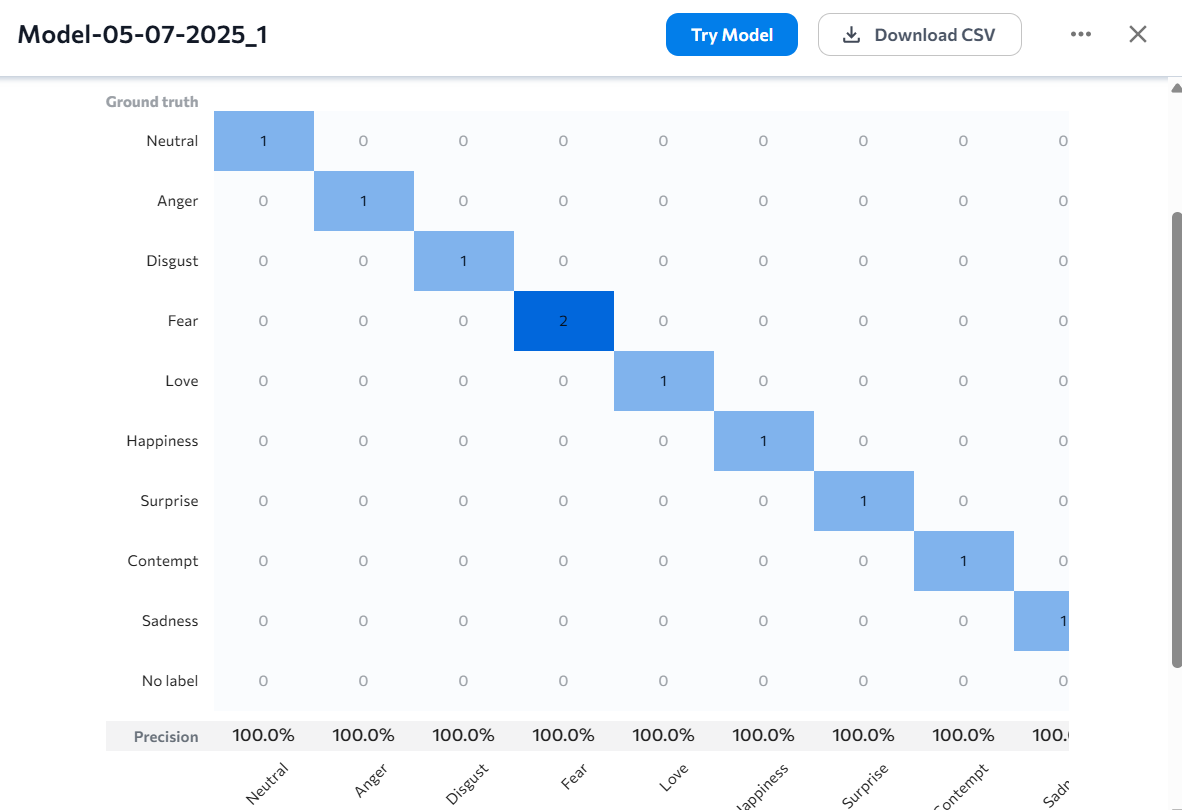 Model-05-07-2025_1 Try Model Download CSV
Ground truth
Neutral 1 0 0 0 0 0 0 0 0
Anger 0 1 0 0 0 0 0 0 0
Disgust 0 0 1 0 0 0 0 0 0
Fear 0 0 0 2 0 0 0 0 0
Love 0 0 0 0 1 0 0 0 0
Happiness 0 0 0 0 0 1 0 0 0
Surprise 0 0 0 0 0 0 1 0 0
Contempt 0 0 0 0 0 0 0 1 0
Sadness 0 0 0 0 0 0 0 0 1
No label 0 0 0 0 0 0 0 0 0
Precision 100.0% 100.0% 100.0% 100.0% 100.0% 100.0% 100.0% 100.0% 100.
Neutral Anger Disgust Fear Love appiness Surprise ontempt Sadn